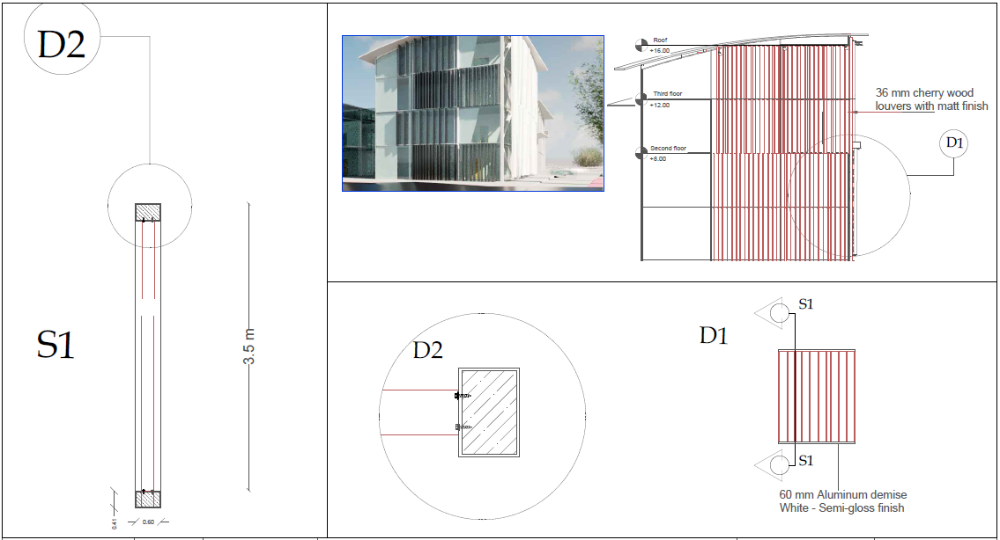 D2
S1
3.5 m
0.41
0.60
Roof
+16.00
Third floor
+12.00
Second floor
+8.00
36 mm cherry wood
louvers with matt finish
D1
D2
D1
S1
S1
60 mm Aluminum demise
White - Semi-gloss finish